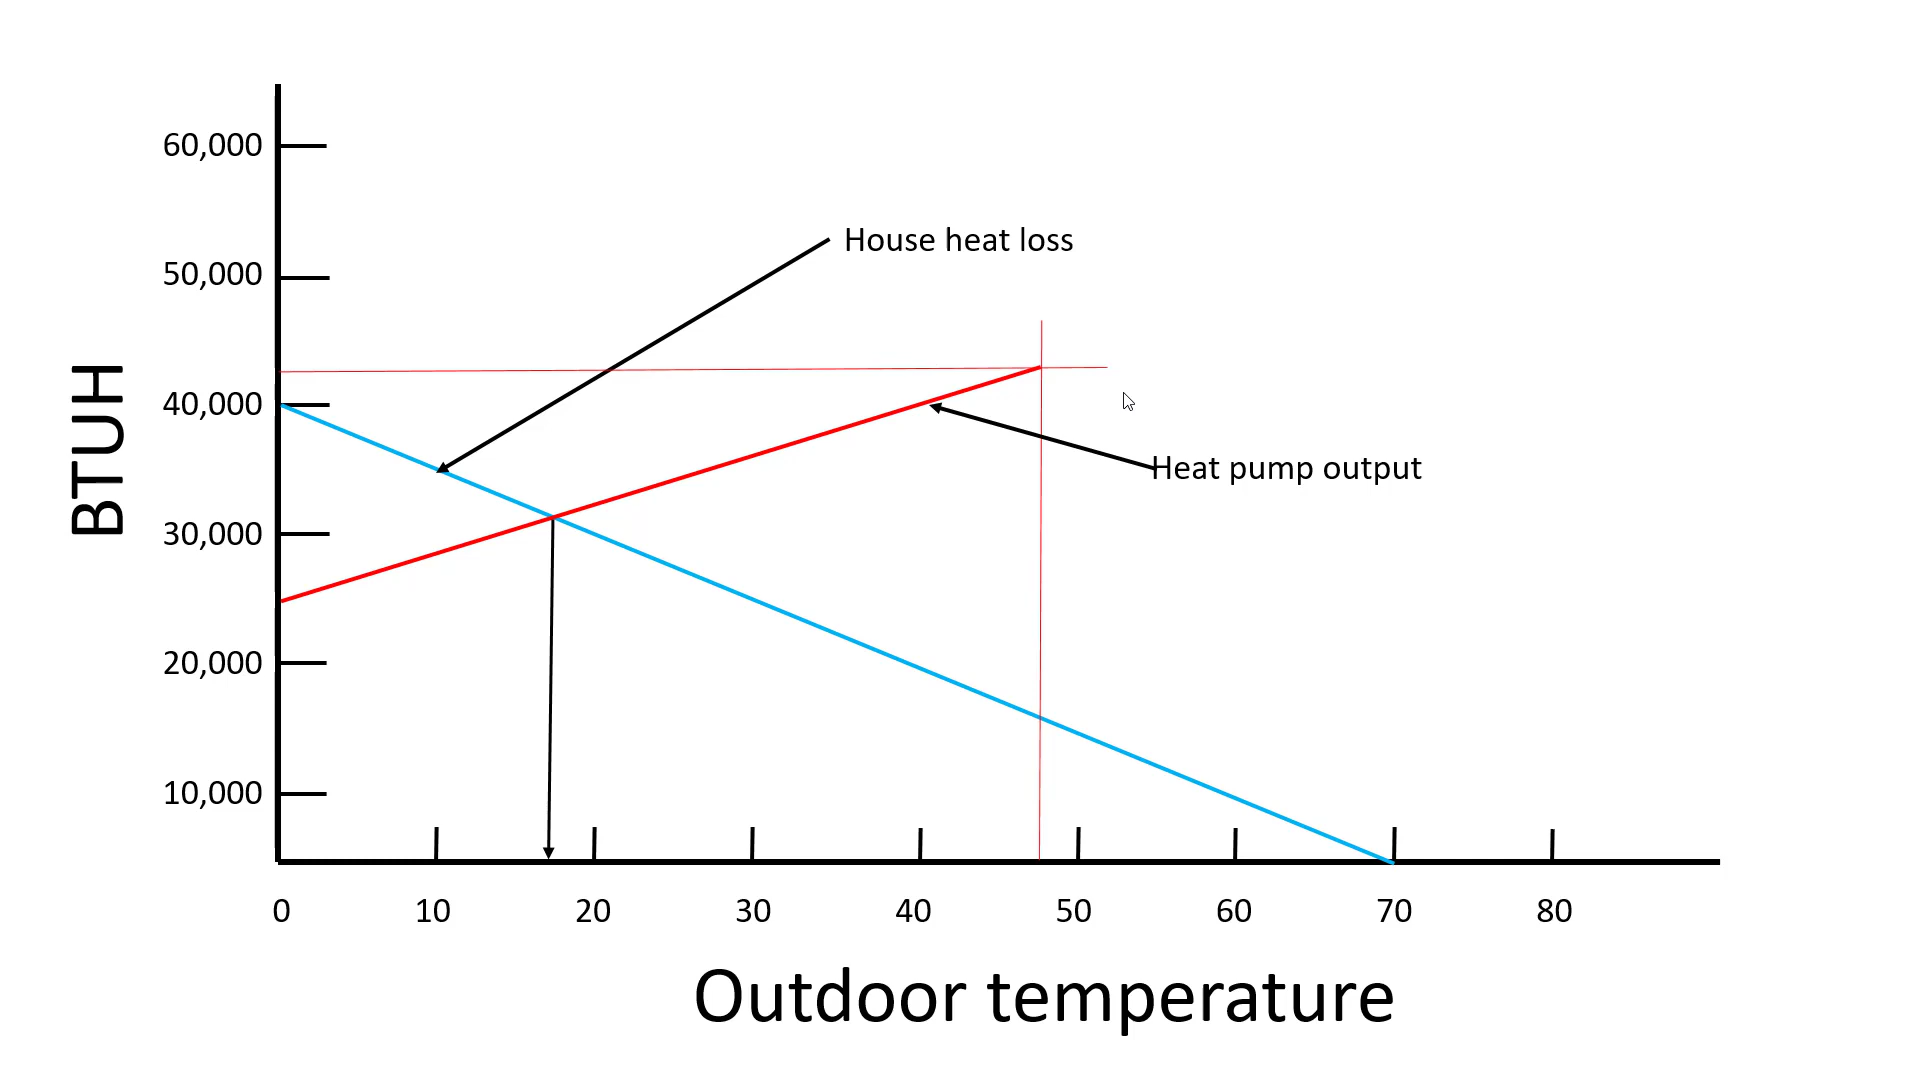 60,000
House heat loss
50,000
BTUH
40,000
Heat pump output
30,000
20,000
10,000
0 10 20 30 40 50 60 70 80
Outdoor temperature